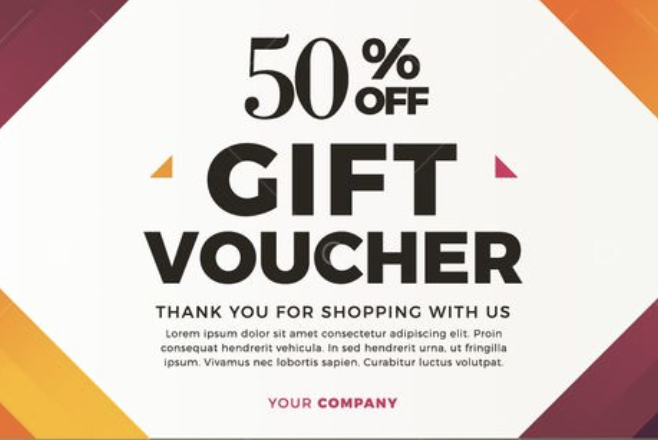 50 % OFF
GIFT
VOUCHER
THANK YOU FOR SHOPPING WITH US
Lorem ipsum dolor sit amet consectetur adipiscing elit. Proin
consequat hendrerit vehicula. In sed hendrerit urna, ut fringilla
ipsum. Vivamus nec lobortis sapien. Curabitur luctus volutpat.
YOUR COMPANY